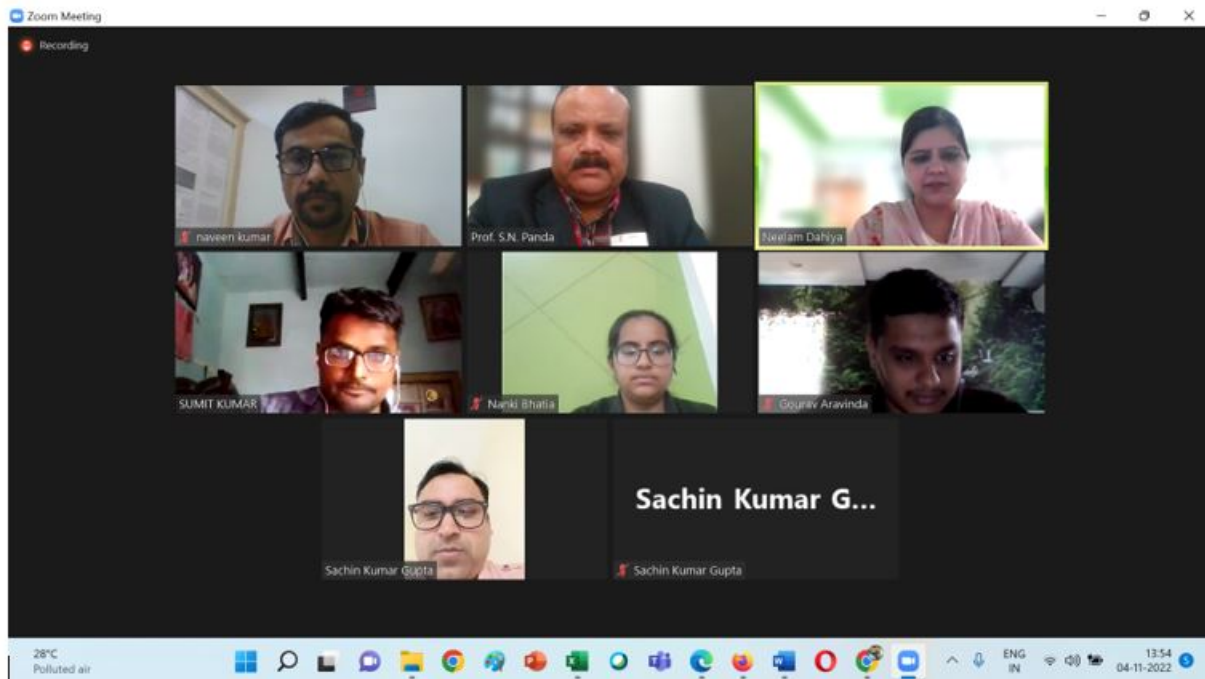 Zoom Meeting
Recording
naveen kumar
Prof. S.N. Panda
Neelam Dahiya
SUMIT KUMAR
Nanki Bhatia
Gourav Aravinda
Sachin Kumar G...
Sachin Kumar Gupta
Sachin Kumar Gupta
28°C
Polluted air
ENG
IN
13:54
04-11-2022
5